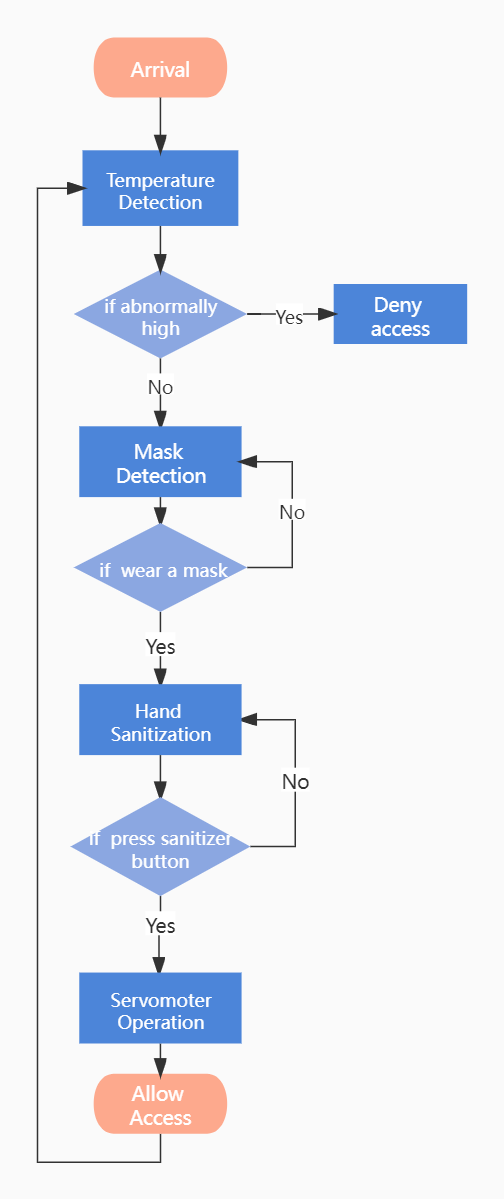 Arrival
Temperature
Detection
if abnormally
high
Yes
Deny
access
No
Mask
Detection
No
if  wear a mask
Yes
Hand
Sanitization
No
if  press sanitizer
button
Yes
Servomoter
Operation
Allow
Access